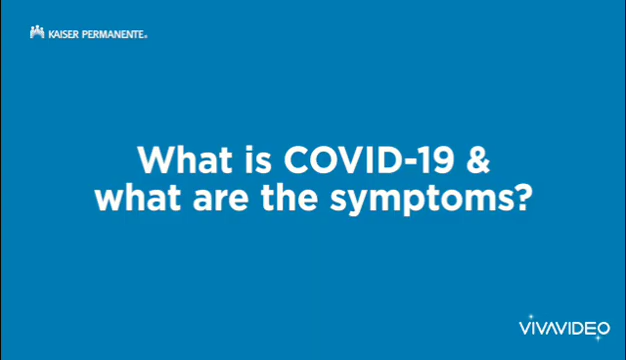 KAISER PERMANENTE®
What is COVID-19 &
what are the symptoms?
VIVAVIDEO